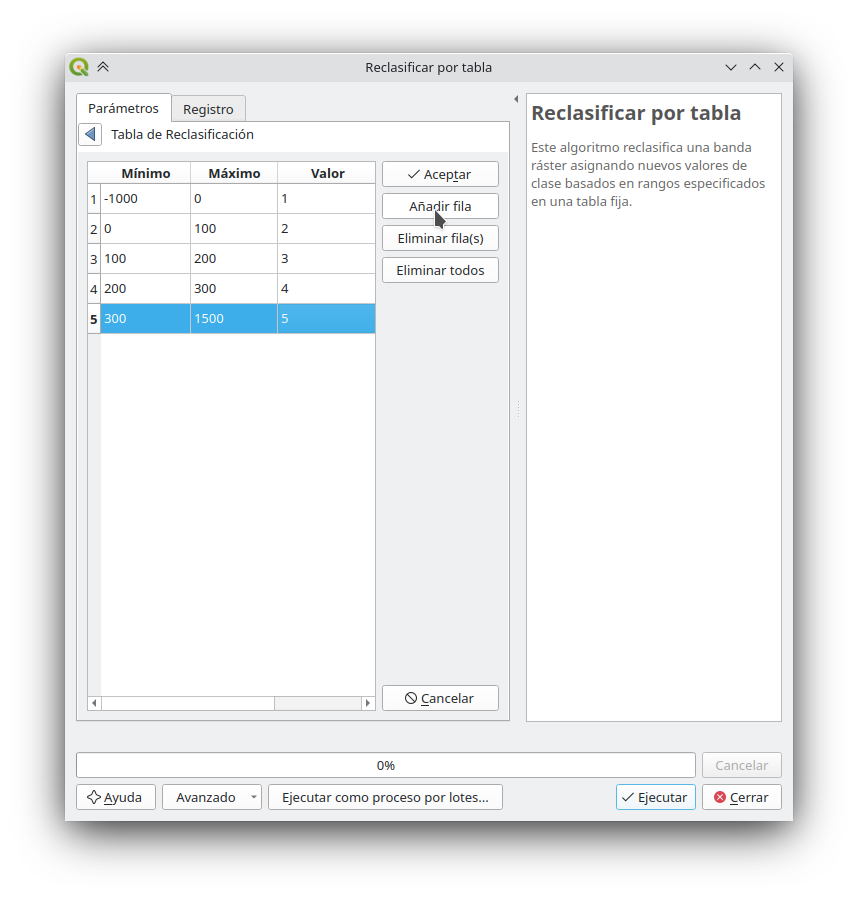 Reclasificar por tabla
Parámetros Registro
Tabla de Reclasificación
Mínimo Máximo Valor
1 -1000 0 1
2 0 100 2
3 100 200 3
4 200 300 4
5 300 1500 5
Aceptar
Añadir fila
Eliminar fila(s)
Eliminar todos
Cancelar
Reclasificar por tabla
Este algoritmo reclasifica una banda
ráster asignando nuevos valores de
clase basados en rangos especificados
en una tabla fija.
0% Cancelar
Ayuda Avanzado Ejecutar como proceso por lotes... Ejecutar Cerrar